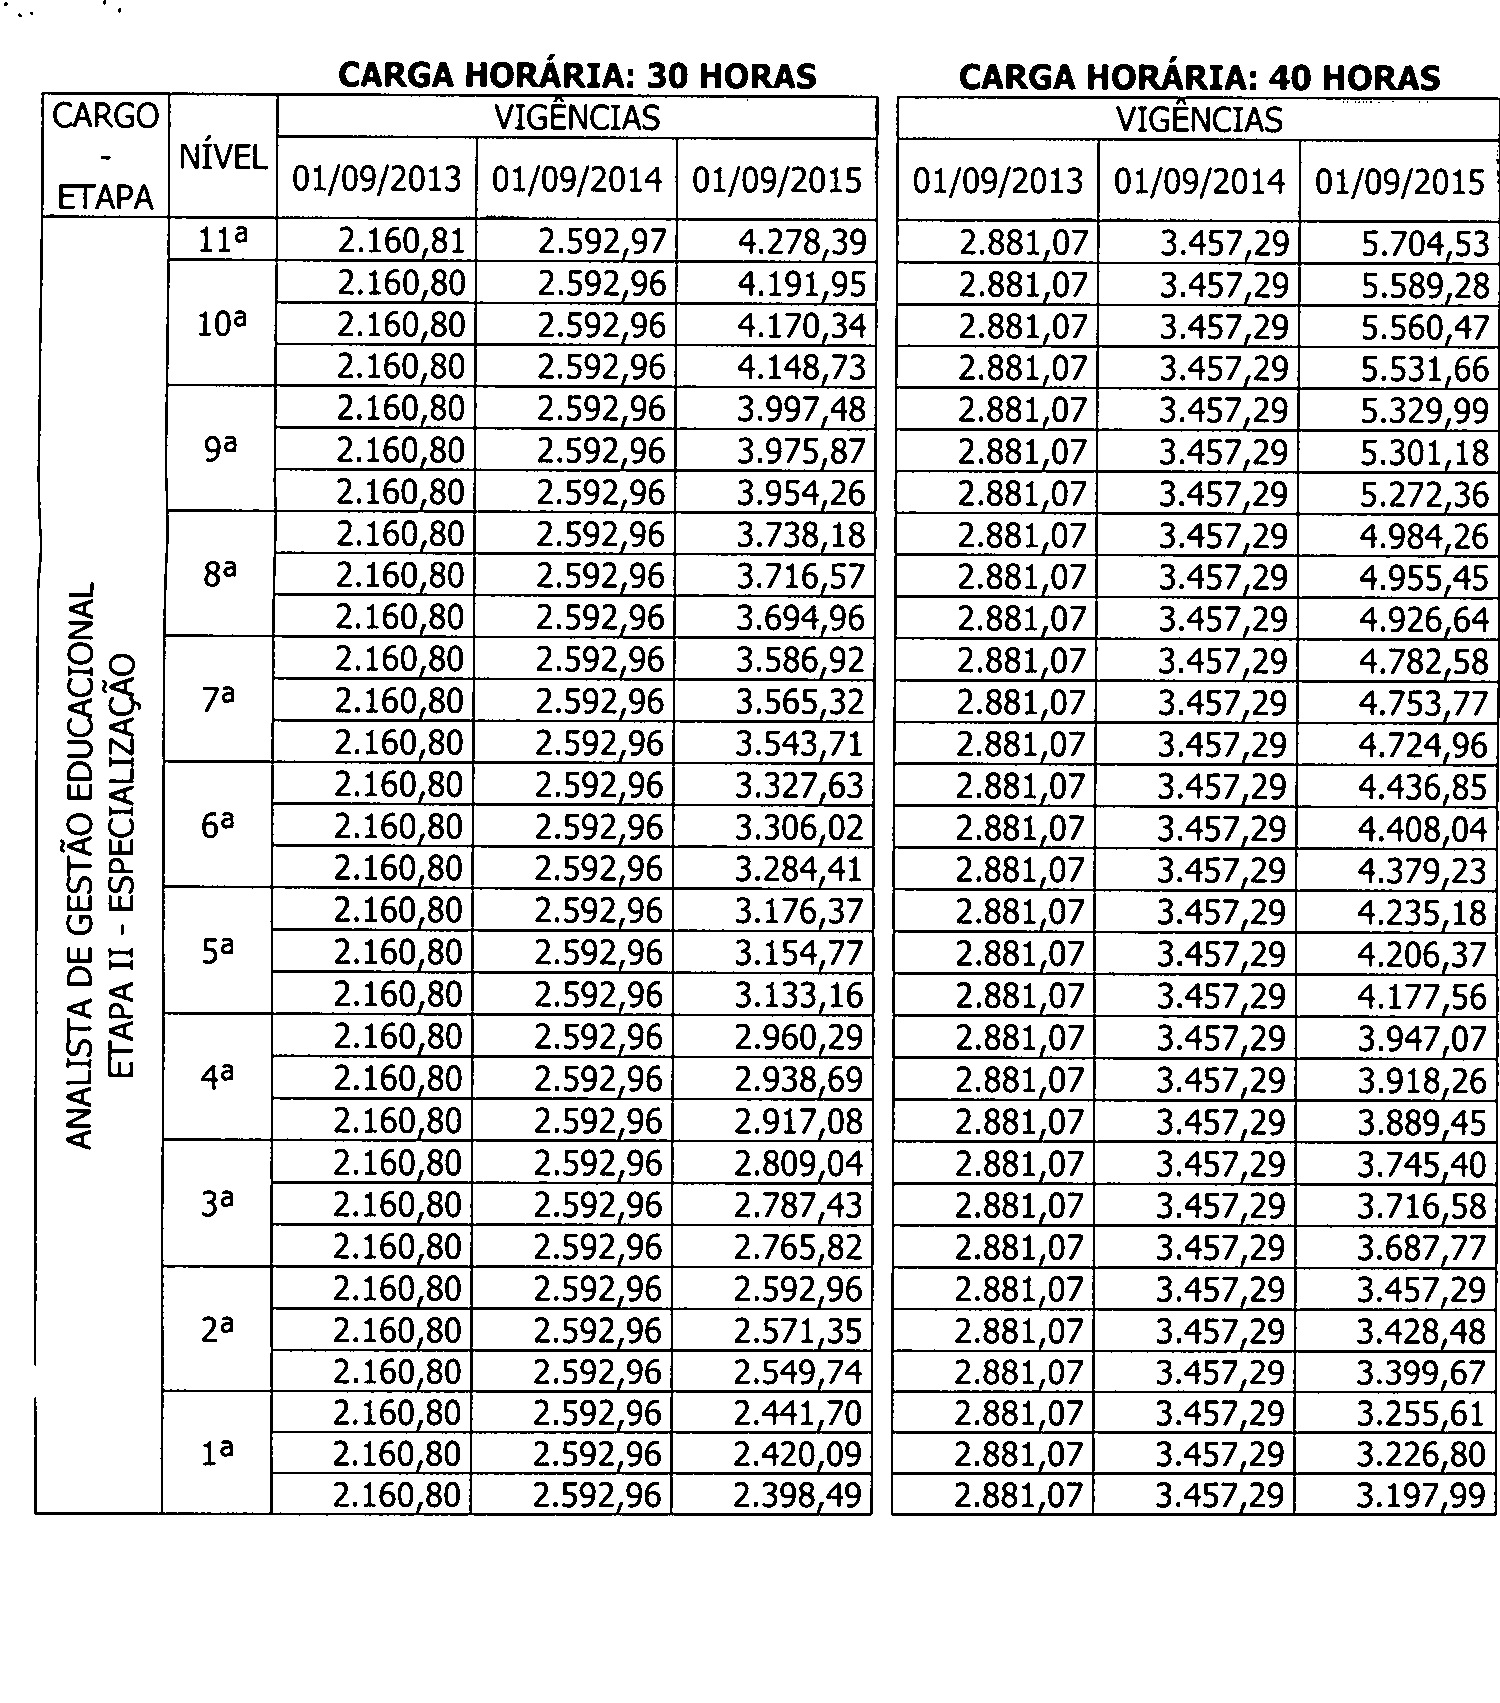 CARGA HORÁRIA: 30 HORAS CARGA HORÁRIA: 40 HORAS
CARGO - ETAPA NÍVEL VIGÊNCIAS VIGÊNCIAS
01/09/2013 01/09/2014 01/09/2015 01/09/2013 01/09/2014 01/09/2015
ANALISTA DE GESTÃO EDUCACIONAL
ETAPA II - ESPECIALIZAÇÃO
11ª 2.160,81 2.592,97 4.278,39 2.881,07 3.457,29 5.704,53
2.160,80 2.592,96 4.191,95 2.881,07 3.457,29 5.589,28
10ª 2.160,80 2.592,96 4.170,34 2.881,07 3.457,29 5.560,47
2.160,80 2.592,96 4.148,73 2.881,07 3.457,29 5.531,66
2.160,80 2.592,96 3.997,48 2.881,07 3.457,29 5.329,99
9ª 2.160,80 2.592,96 3.975,87 2.881,07 3.457,29 5.301,18
2.160,80 2.592,96 3.954,26 2.881,07 3.457,29 5.272,36
2.160,80 2.592,96 3.738,18 2.881,07 3.457,29 4.984,26
8ª 2.160,80 2.592,96 3.716,57 2.881,07 3.457,29 4.955,45
2.160,80 2.592,96 3.694,96 2.881,07 3.457,29 4.926,64
2.160,80 2.592,96 3.586,92 2.881,07 3.457,29 4.782,58
7ª 2.160,80 2.592,96 3.565,32 2.881,07 3.457,29 4.753,77
2.160,80 2.592,96 3.543,71 2.881,07 3.457,29 4.724,96
2.160,80 2.592,96 3.327,63 2.881,07 3.457,29 4.436,85
6ª 2.160,80 2.592,96 3.306,02 2.881,07 3.457,29 4.408,04
2.160,80 2.592,96 3.284,41 2.881,07 3.457,29 4.379,23
2.160,80 2.592,96 3.176,37 2.881,07 3.457,29 4.235,18
5ª 2.160,80 2.592,96 3.154,77 2.881,07 3.457,29 4.206,37
2.160,80 2.592,96 3.133,16 2.881,07 3.457,29 4.177,56
2.160,80 2.592,96 2.960,29 2.881,07 3.457,29 3.947,07
4ª 2.160,80 2.592,96 2.938,69 2.881,07 3.457,29 3.918,26
2.160,80 2.592,96 2.917,08 2.881,07 3.457,29 3.889,45
2.160,80 2.592,96 2.809,04 2.881,07 3.457,29 3.745,40
3ª 2.160,80 2.592,96 2.787,43 2.881,07 3.457,29 3.716,58
2.160,80 2.592,96 2.765,82 2.881,07 3.457,29 3.687,77
2.160,80 2.592,96 2.592,96 2.881,07 3.457,29 3.457,29
2ª 2.160,80 2.592,96 2.571,35 2.881,07 3.457,29 3.428,48
2.160,80 2.592,96 2.549,74 2.881,07 3.457,29 3.399,67
2.160,80 2.592,96 2.441,70 2.881,07 3.457,29 3.255,61
1ª 2.160,80 2.592,96 2.420,09 2.881,07 3.457,29 3.226,80
2.160,80 2.592,96 2.398,49 2.881,07 3.457,29 3.197,99